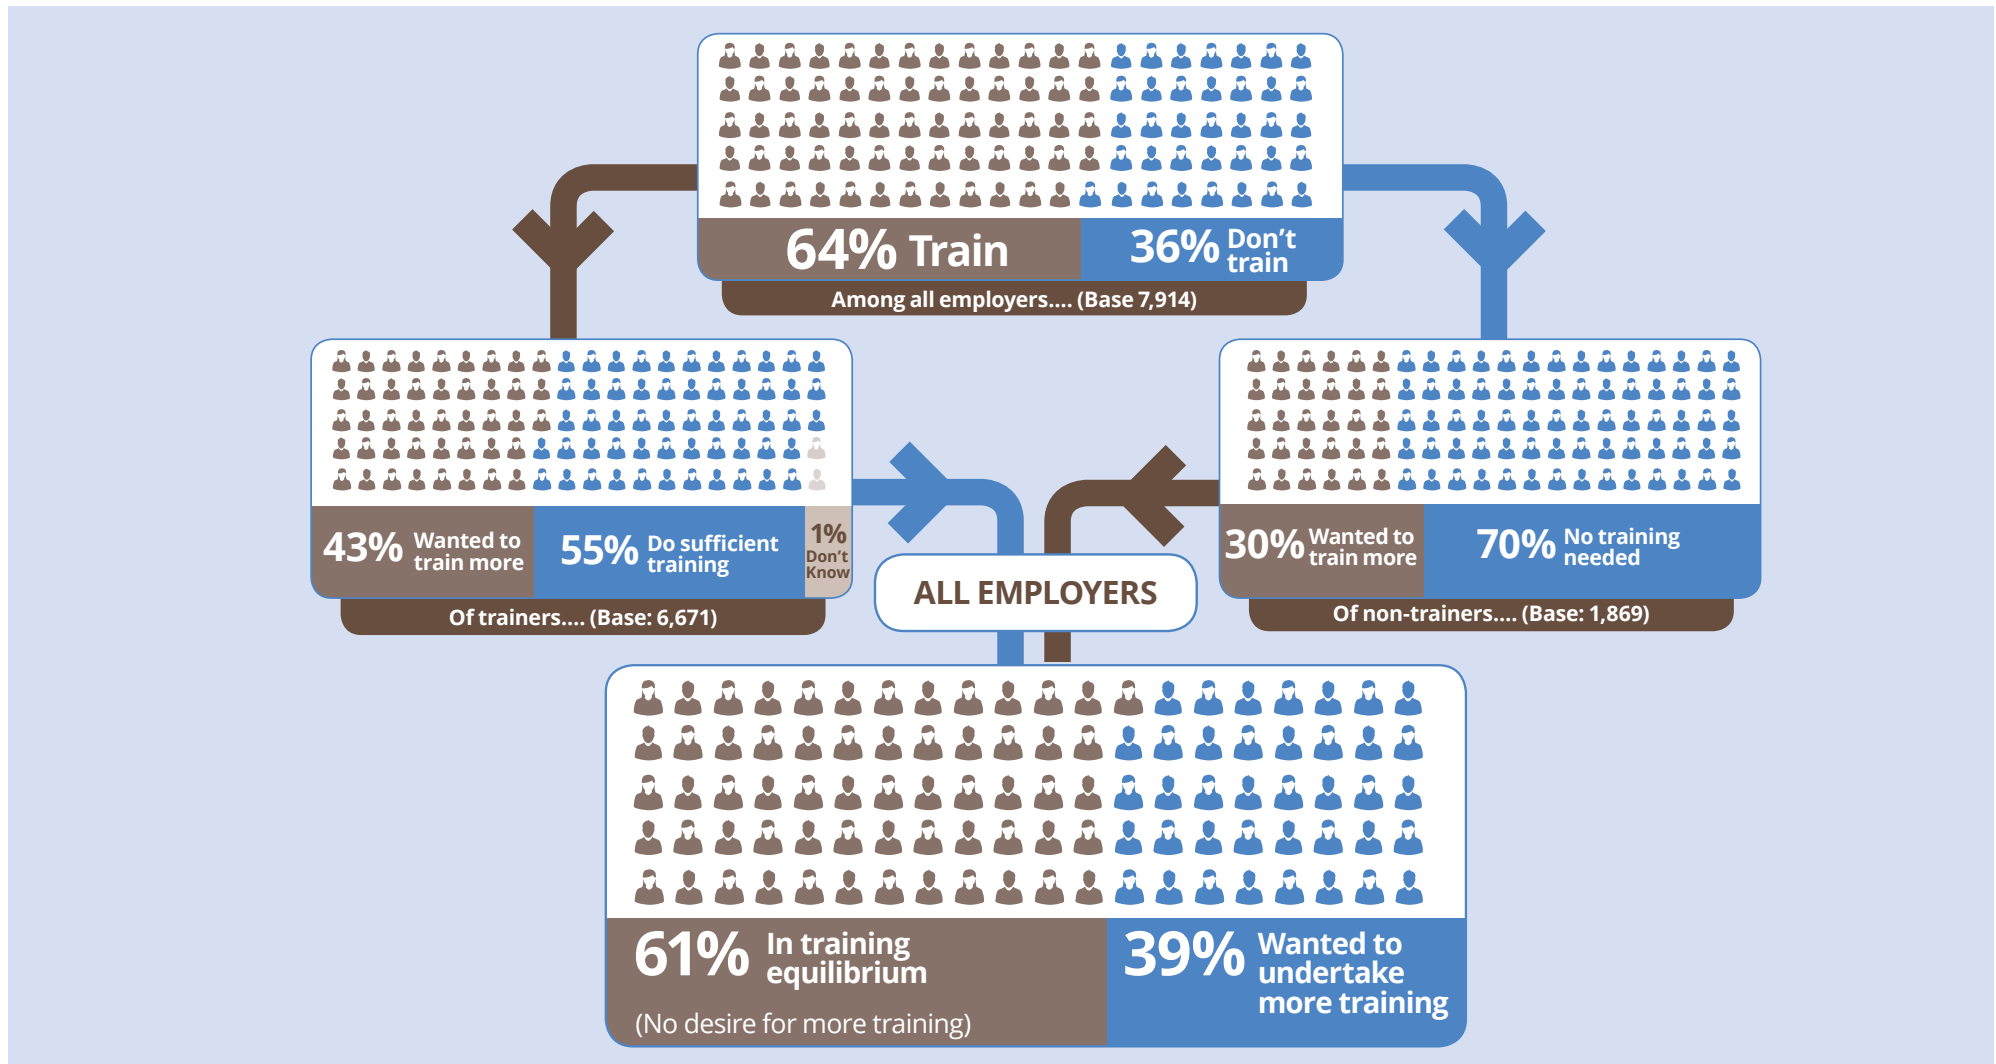 64% Train
36% Don’t
train
Among all employers.... (Base 7,914)
43% Wanted to
train more
55% Do sufficient
training
1%
Don’t
Know
Of trainers.... (Base: 6,671)
30% Wanted to
train more
70% No training
needed
Of non-trainers.... (Base: 1,869)
ALL EMPLOYERS
61% In training
equilibrium
(No desire for more training)
39% Wanted to
undertake
more training